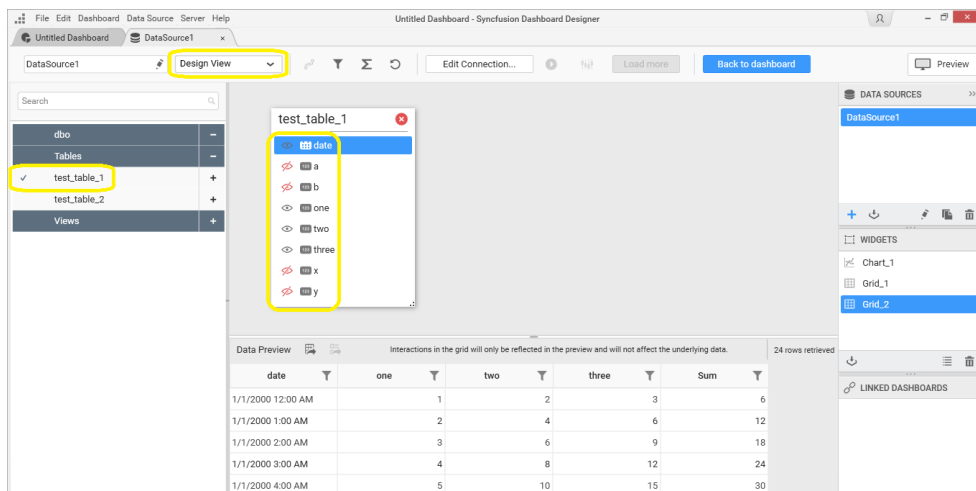 File Edit Dashboard Data Source Server Help
Untitled Dashboard - Syncfusion Dashboard Designer
Untitled Dashboard
DataSource1 ×
DataSource1
Design View
Edit Connection...
Load more
Back to dashboard
Preview
Search
dbo
Tables
test_table_1
test_table_2
Views
test_table_1
date
a
b
one
two
three
x
y
Data Preview
Interactions in the grid will only be reflected in the preview and will not affect the underlying data.
24 rows retrieved
date one two three Sum
1/1/2000 12:00 AM 1 2 3 6
1/1/2000 1:00 AM 2 4 6 12
1/1/2000 2:00 AM 3 6 9 18
1/1/2000 3:00 AM 4 8 12 24
1/1/2000 4:00 AM 5 10 15 30
DATA SOURCES
DataSource1
WIDGETS
Chart_1
Grid_1
Grid_2
LINKED DASHBOARDS